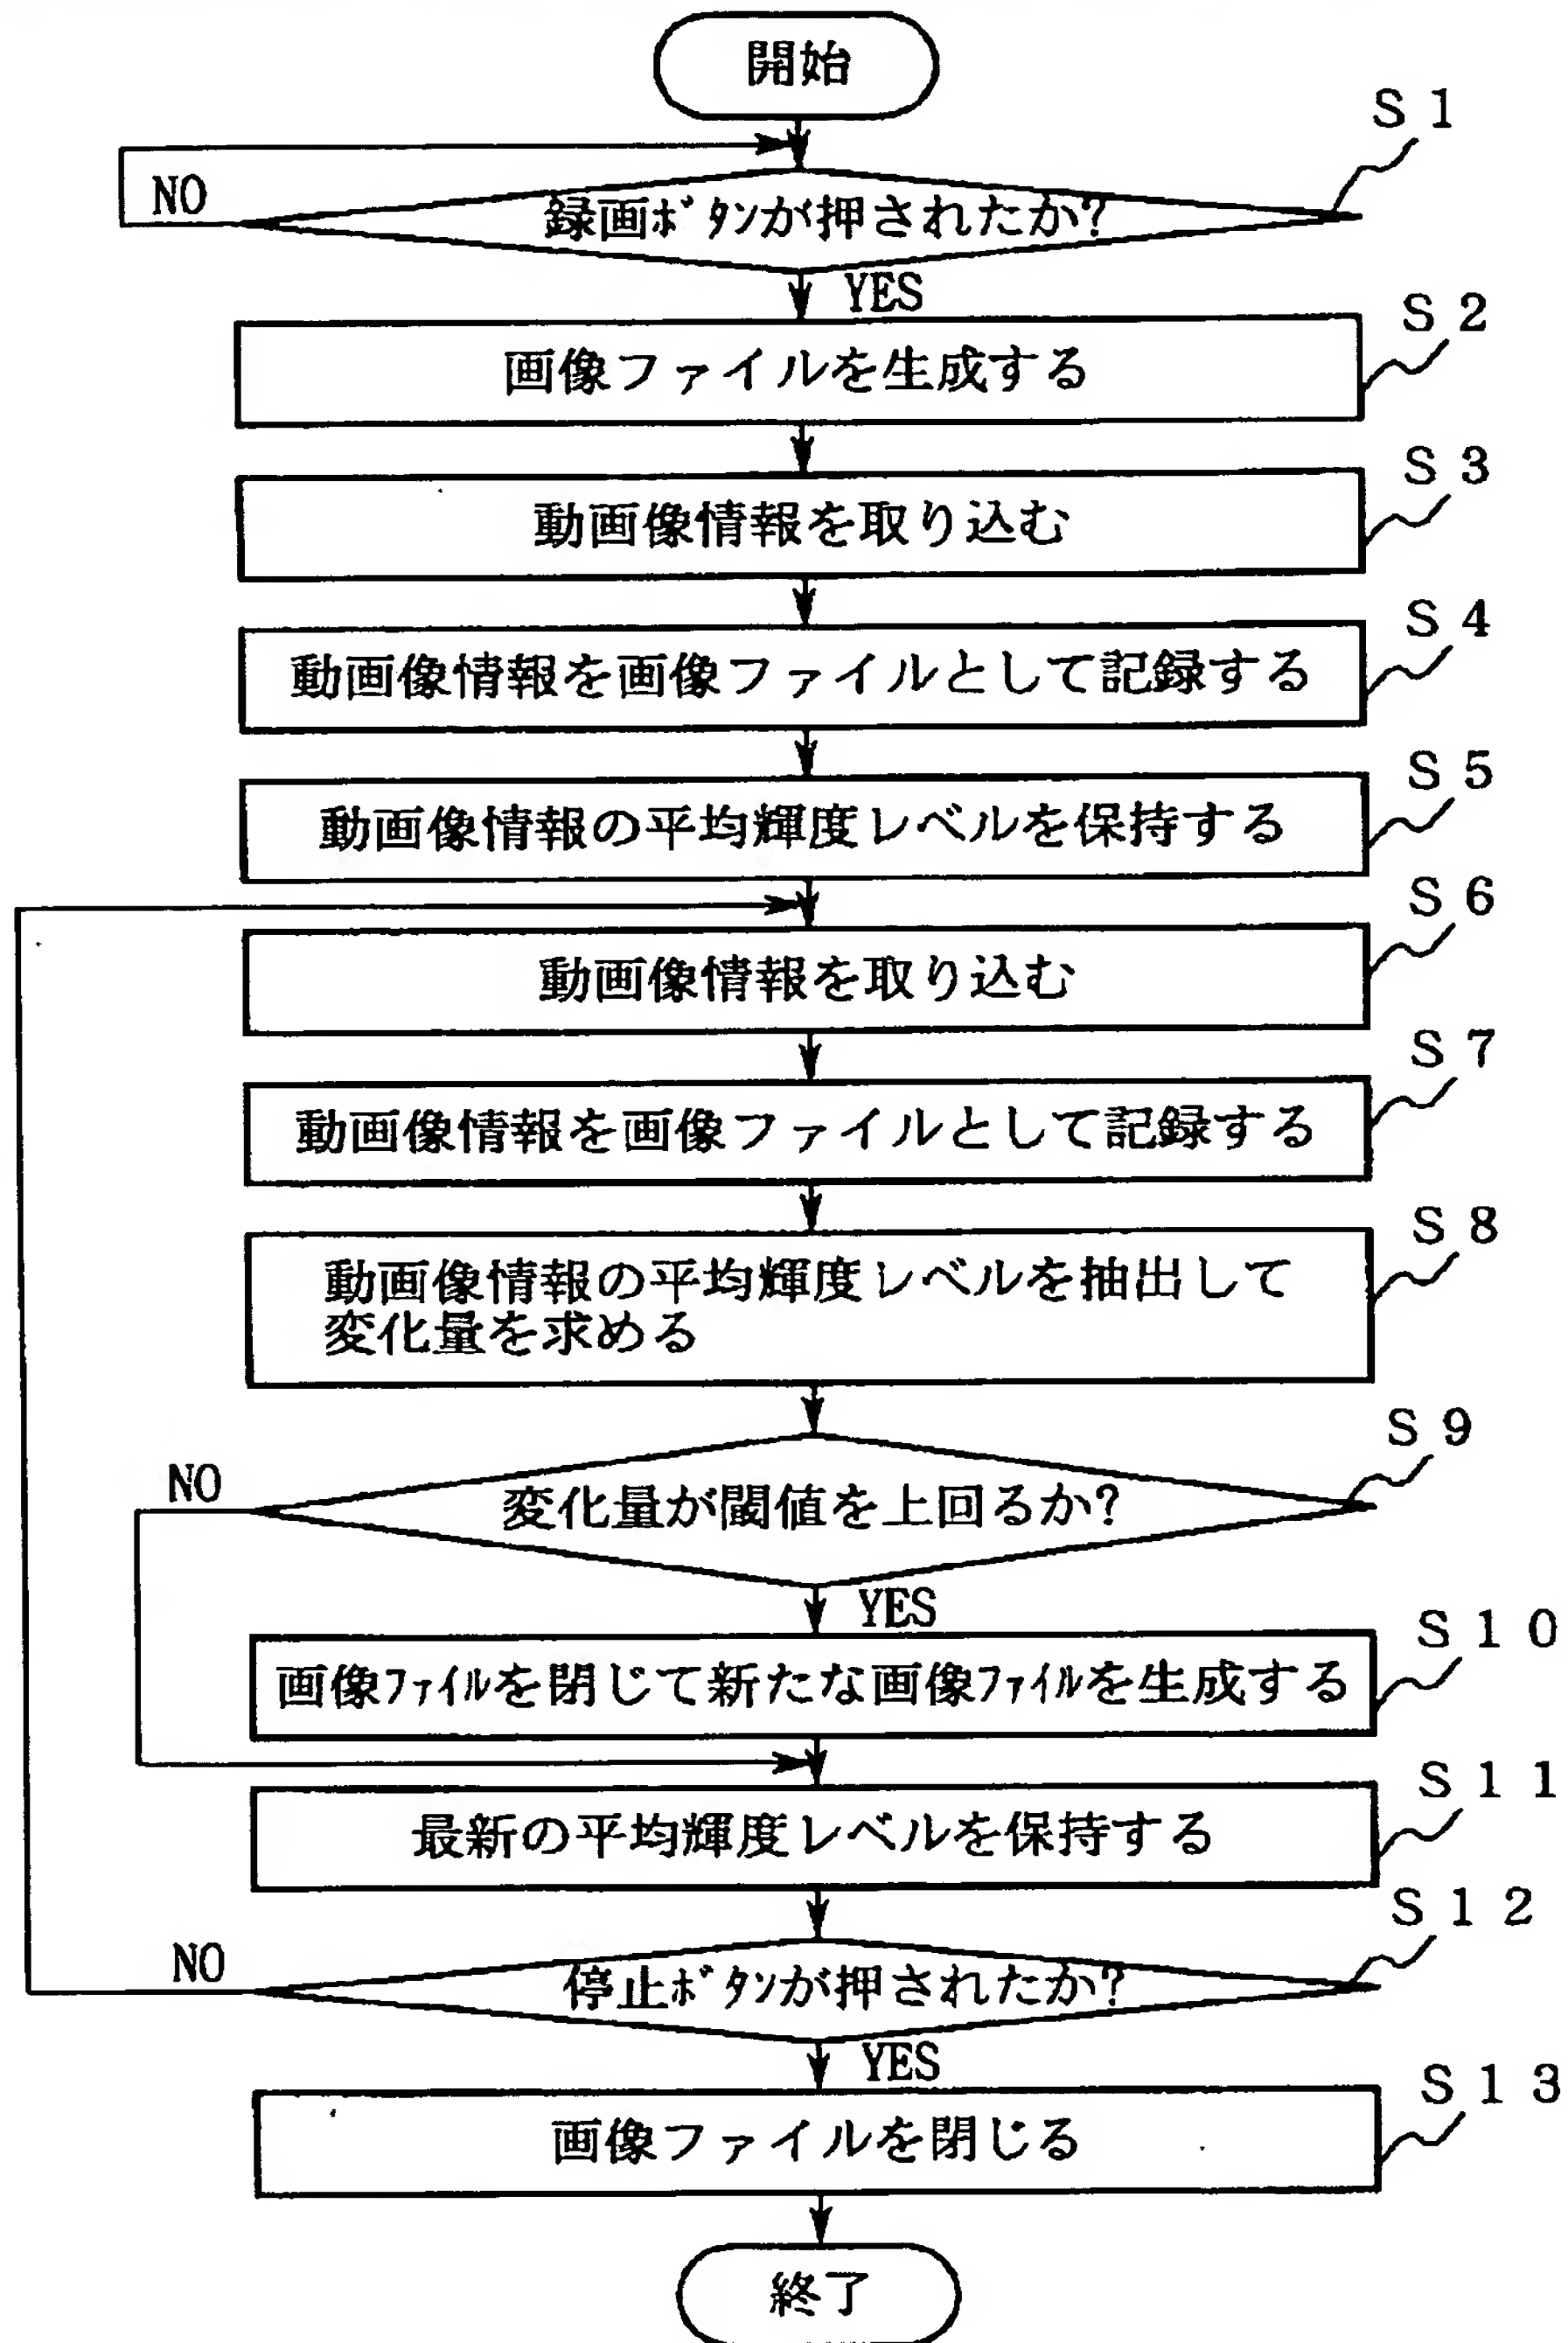 開始
S1
NO
録画ﾎﾞﾀﾝが押されたか?
YES
S2
画像ファイルを生成する
S3
動画像情報を取り込む
S4
動画像情報を画像ファイルとして記録する
S5
動画像情報の平均輝度レベルを保持する
S6
動画像情報を取り込む
S7
動画像情報を画像ファイルとして記録する
S8
動画像情報の平均輝度レベルを抽出して
変化量を求める
S9
NO
変化量が閾値を上回るか?
YES
S10
画像ﾌｧｲﾙを閉じて新たな画像ﾌｧｲﾙを生成する
S11
最新の平均輝度レベルを保持する
S12
NO
停止ﾎﾞﾀﾝが押されたか?
YES
S13
画像ファイルを閉じる
終了